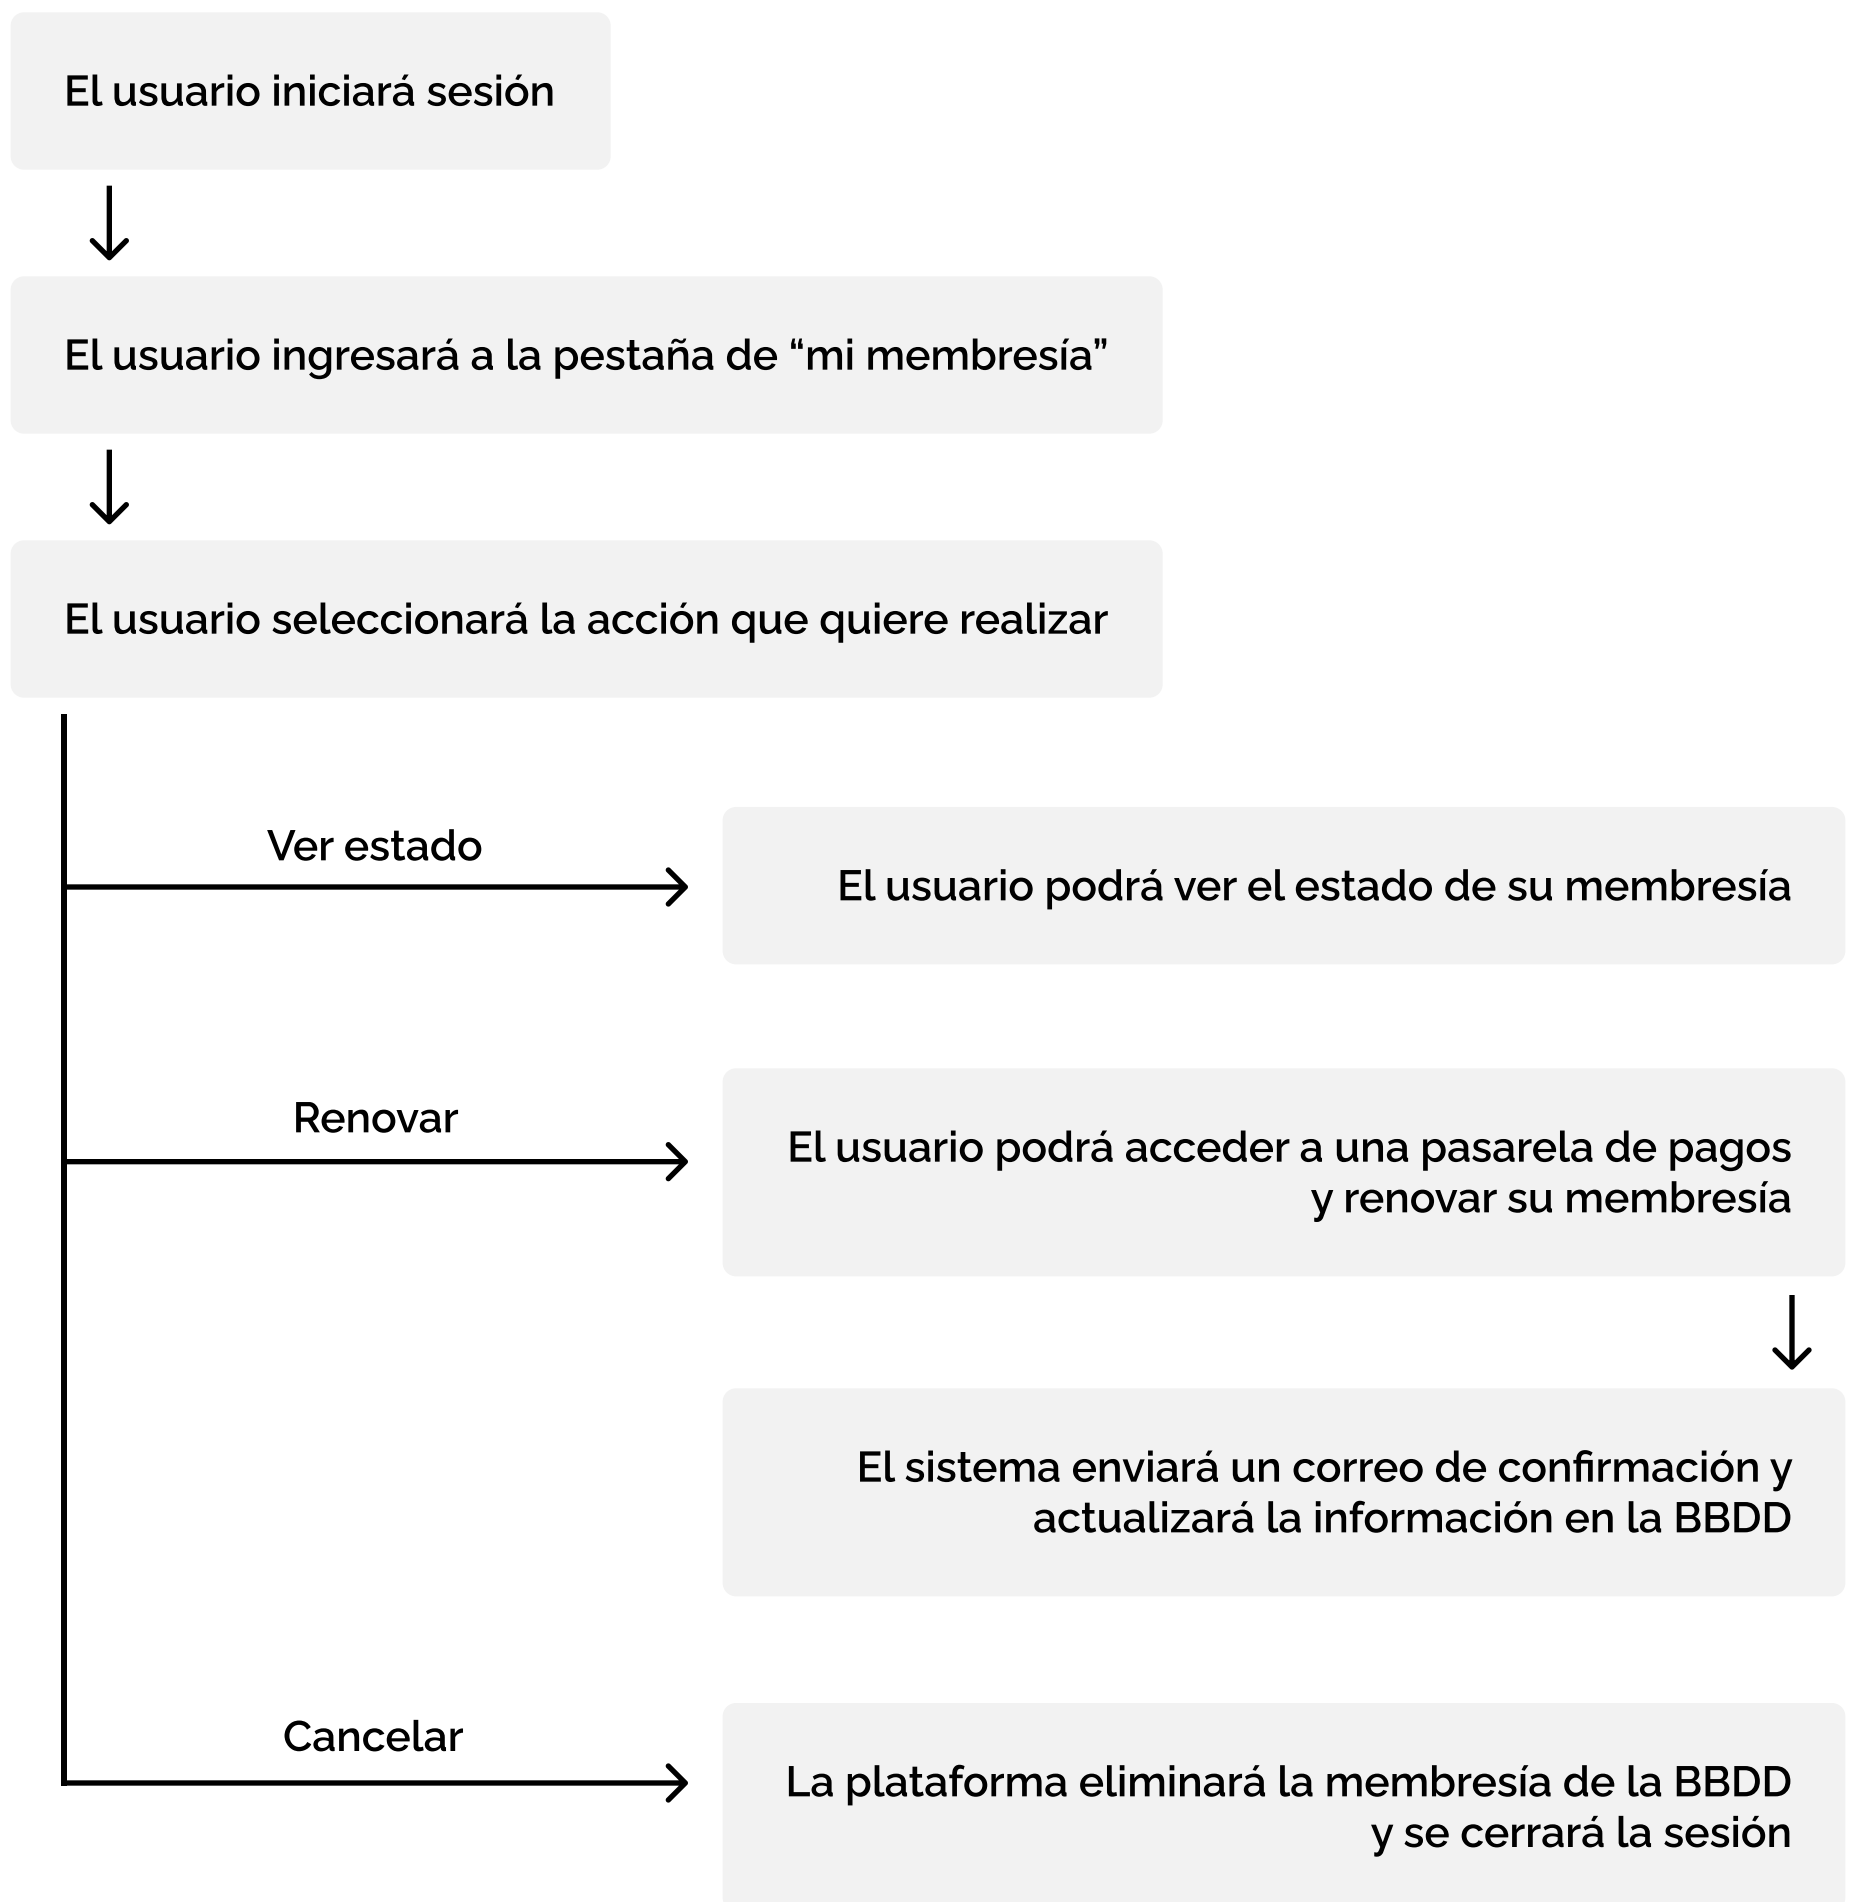 El usuario iniciará sesión
El usuario ingresará a la pestaña de “mi membresía”
El usuario seleccionará la acción que quiere realizar
Ver estado
El usuario podrá ver el estado de su membresía
Renovar
El usuario podrá acceder a una pasarela de pagos
y renovar su membresía
El sistema enviará un correo de confirmación y
actualizará la información en la BBDD
Cancelar
La plataforma eliminará la membresía de la BBDD
y se cerrará la sesión